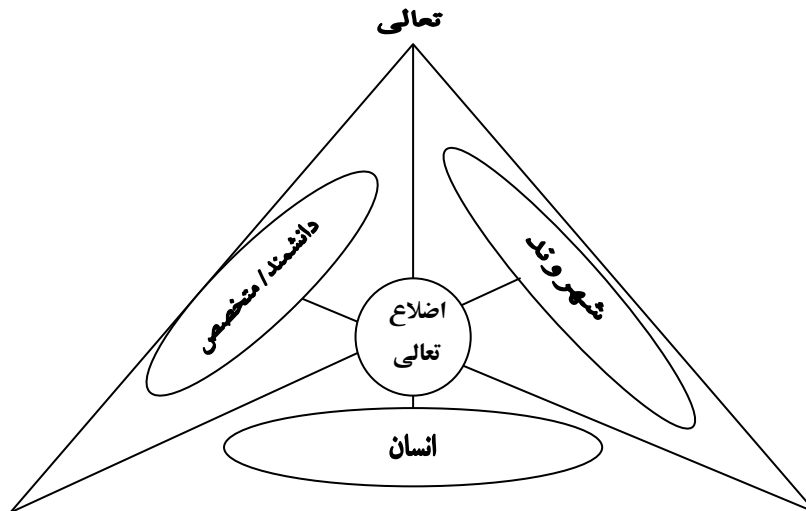 تعالی
شهروند
دانشمند/متخصص
اضلاع
تعالی
انسان